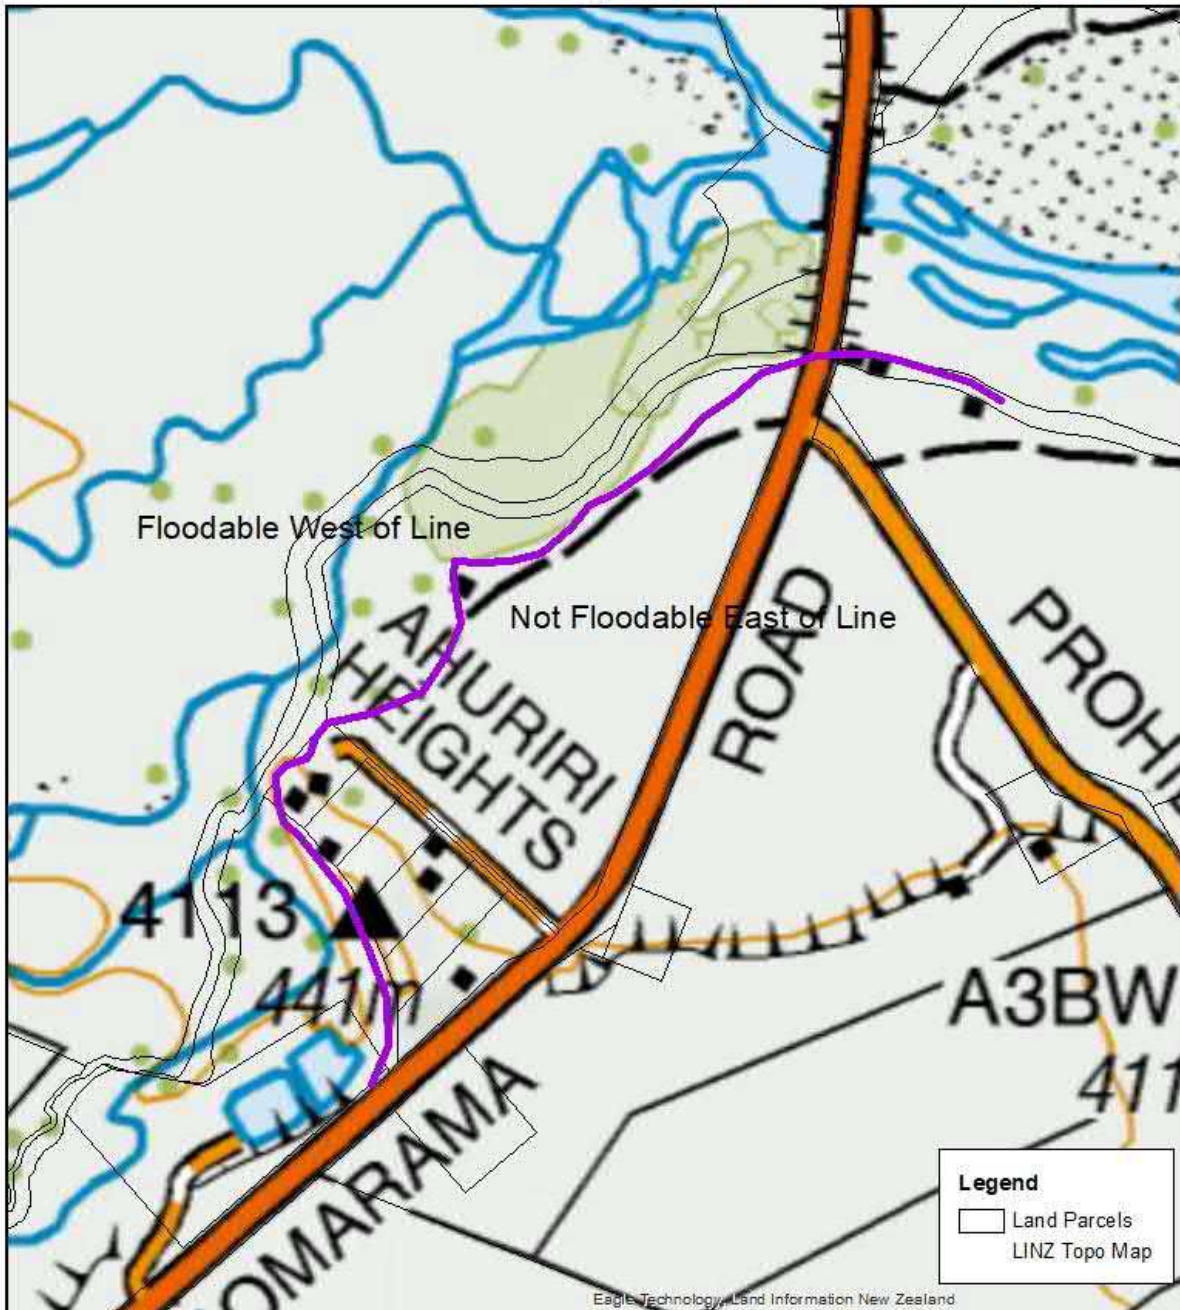 Floodable West of Line
Not Floodable East of Line
AHURIRI
HEIGHTS
ROAD
4113
441m
A3BW
411
OMARAMA
Legend
Land Parcels
LINZ Topo Map
Eagle Technology, Land Information New Zealand